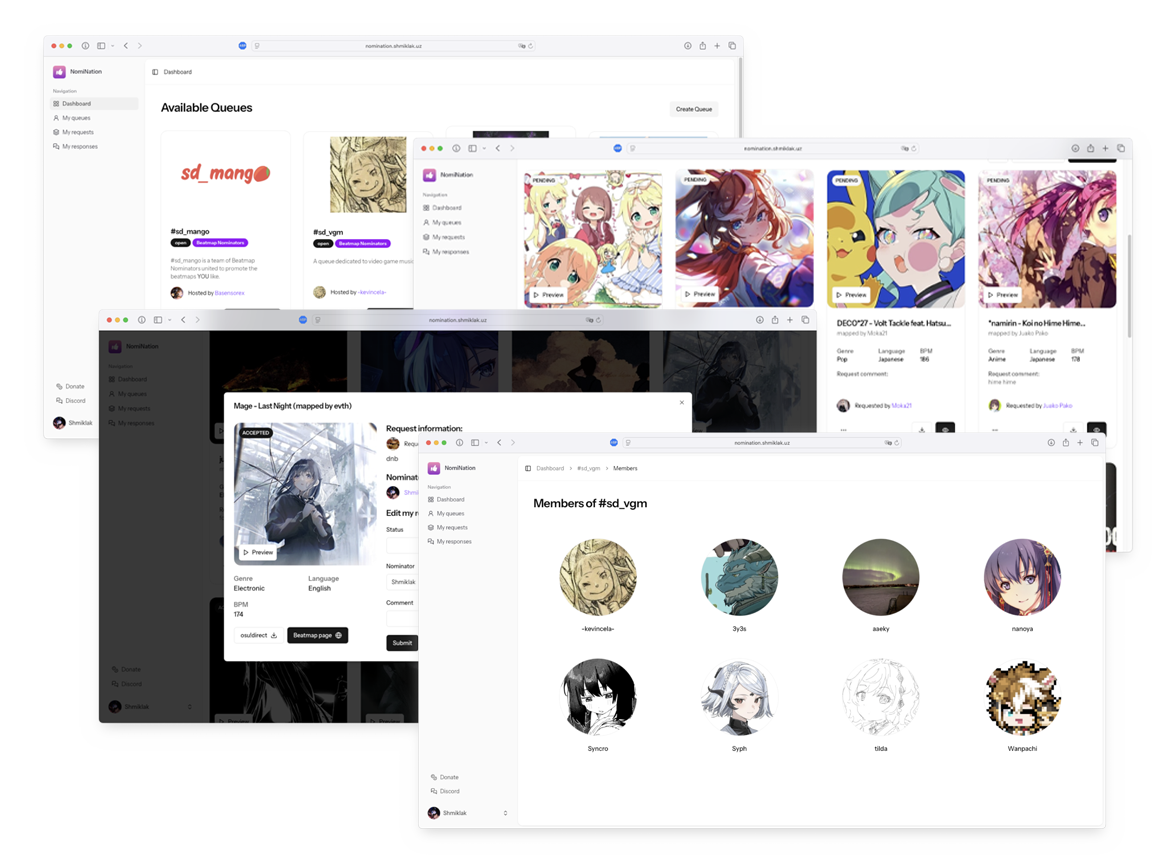 nomination.shmiklak.uz
NomiNation
Dashboard
Navigation
Dashboard
My queues
My requests
My responses
Available Queues
Create Queue
sd_mango
#sd_mango
open
Beatmap Nominators
#sd_mango is a team of Beatmap
Nominators united to promote the
beatmaps YOU like.
Hosted by Basensorex
#sd_vgm
open
Beatmap Nominators
A queue dedicated to video game music
Hosted by -kevincela-
Donate
Discord
Shmiklak
nomination.shmiklak.uz
NomiNation
Navigation
Dashboard
My queues
My requests
My responses
PENDING
Preview
PENDING
Preview
PENDING
Preview
DECO*27 - Volt Tackle feat. Hatsu...
mapped by Moka21
Genre
Language
BPM
Pop
Japanese
186
Request comment:
Requested by Moka21
PENDING
Preview
*namirin - Koi no Hime Hime...
mapped by Juako Poko
Genre
Language
BPM
Anime
Japanese
178
Request comment:
hime hime
Requested by Juako Poko
nomination.shmiklak.uz
NomiNation
Navigation
Dashboard
My queues
My requests
My responses
Mage - Last Night (mapped by evth)
ACCEPTED
Preview
Genre
Language
Electronic
English
BPM
174
osu!direct
Beatmap page
Request information:
Reque
dnb
Nominat
Shmi
Edit my r
Status
Nominator
Shmiklak
Comment
Submit
Preview
Preview
Donate
Discord
Shmiklak
nomination.shmiklak.uz
NomiNation
Dashboard > #sd_vgm > Members
Navigation
Dashboard
My queues
My requests
My responses
Members of #sd_vgm
-kevincela-
3y3s
aaeky
nanoya
Syncro
Syph
tilda
Wanpachi
Donate
Discord
Shmiklak